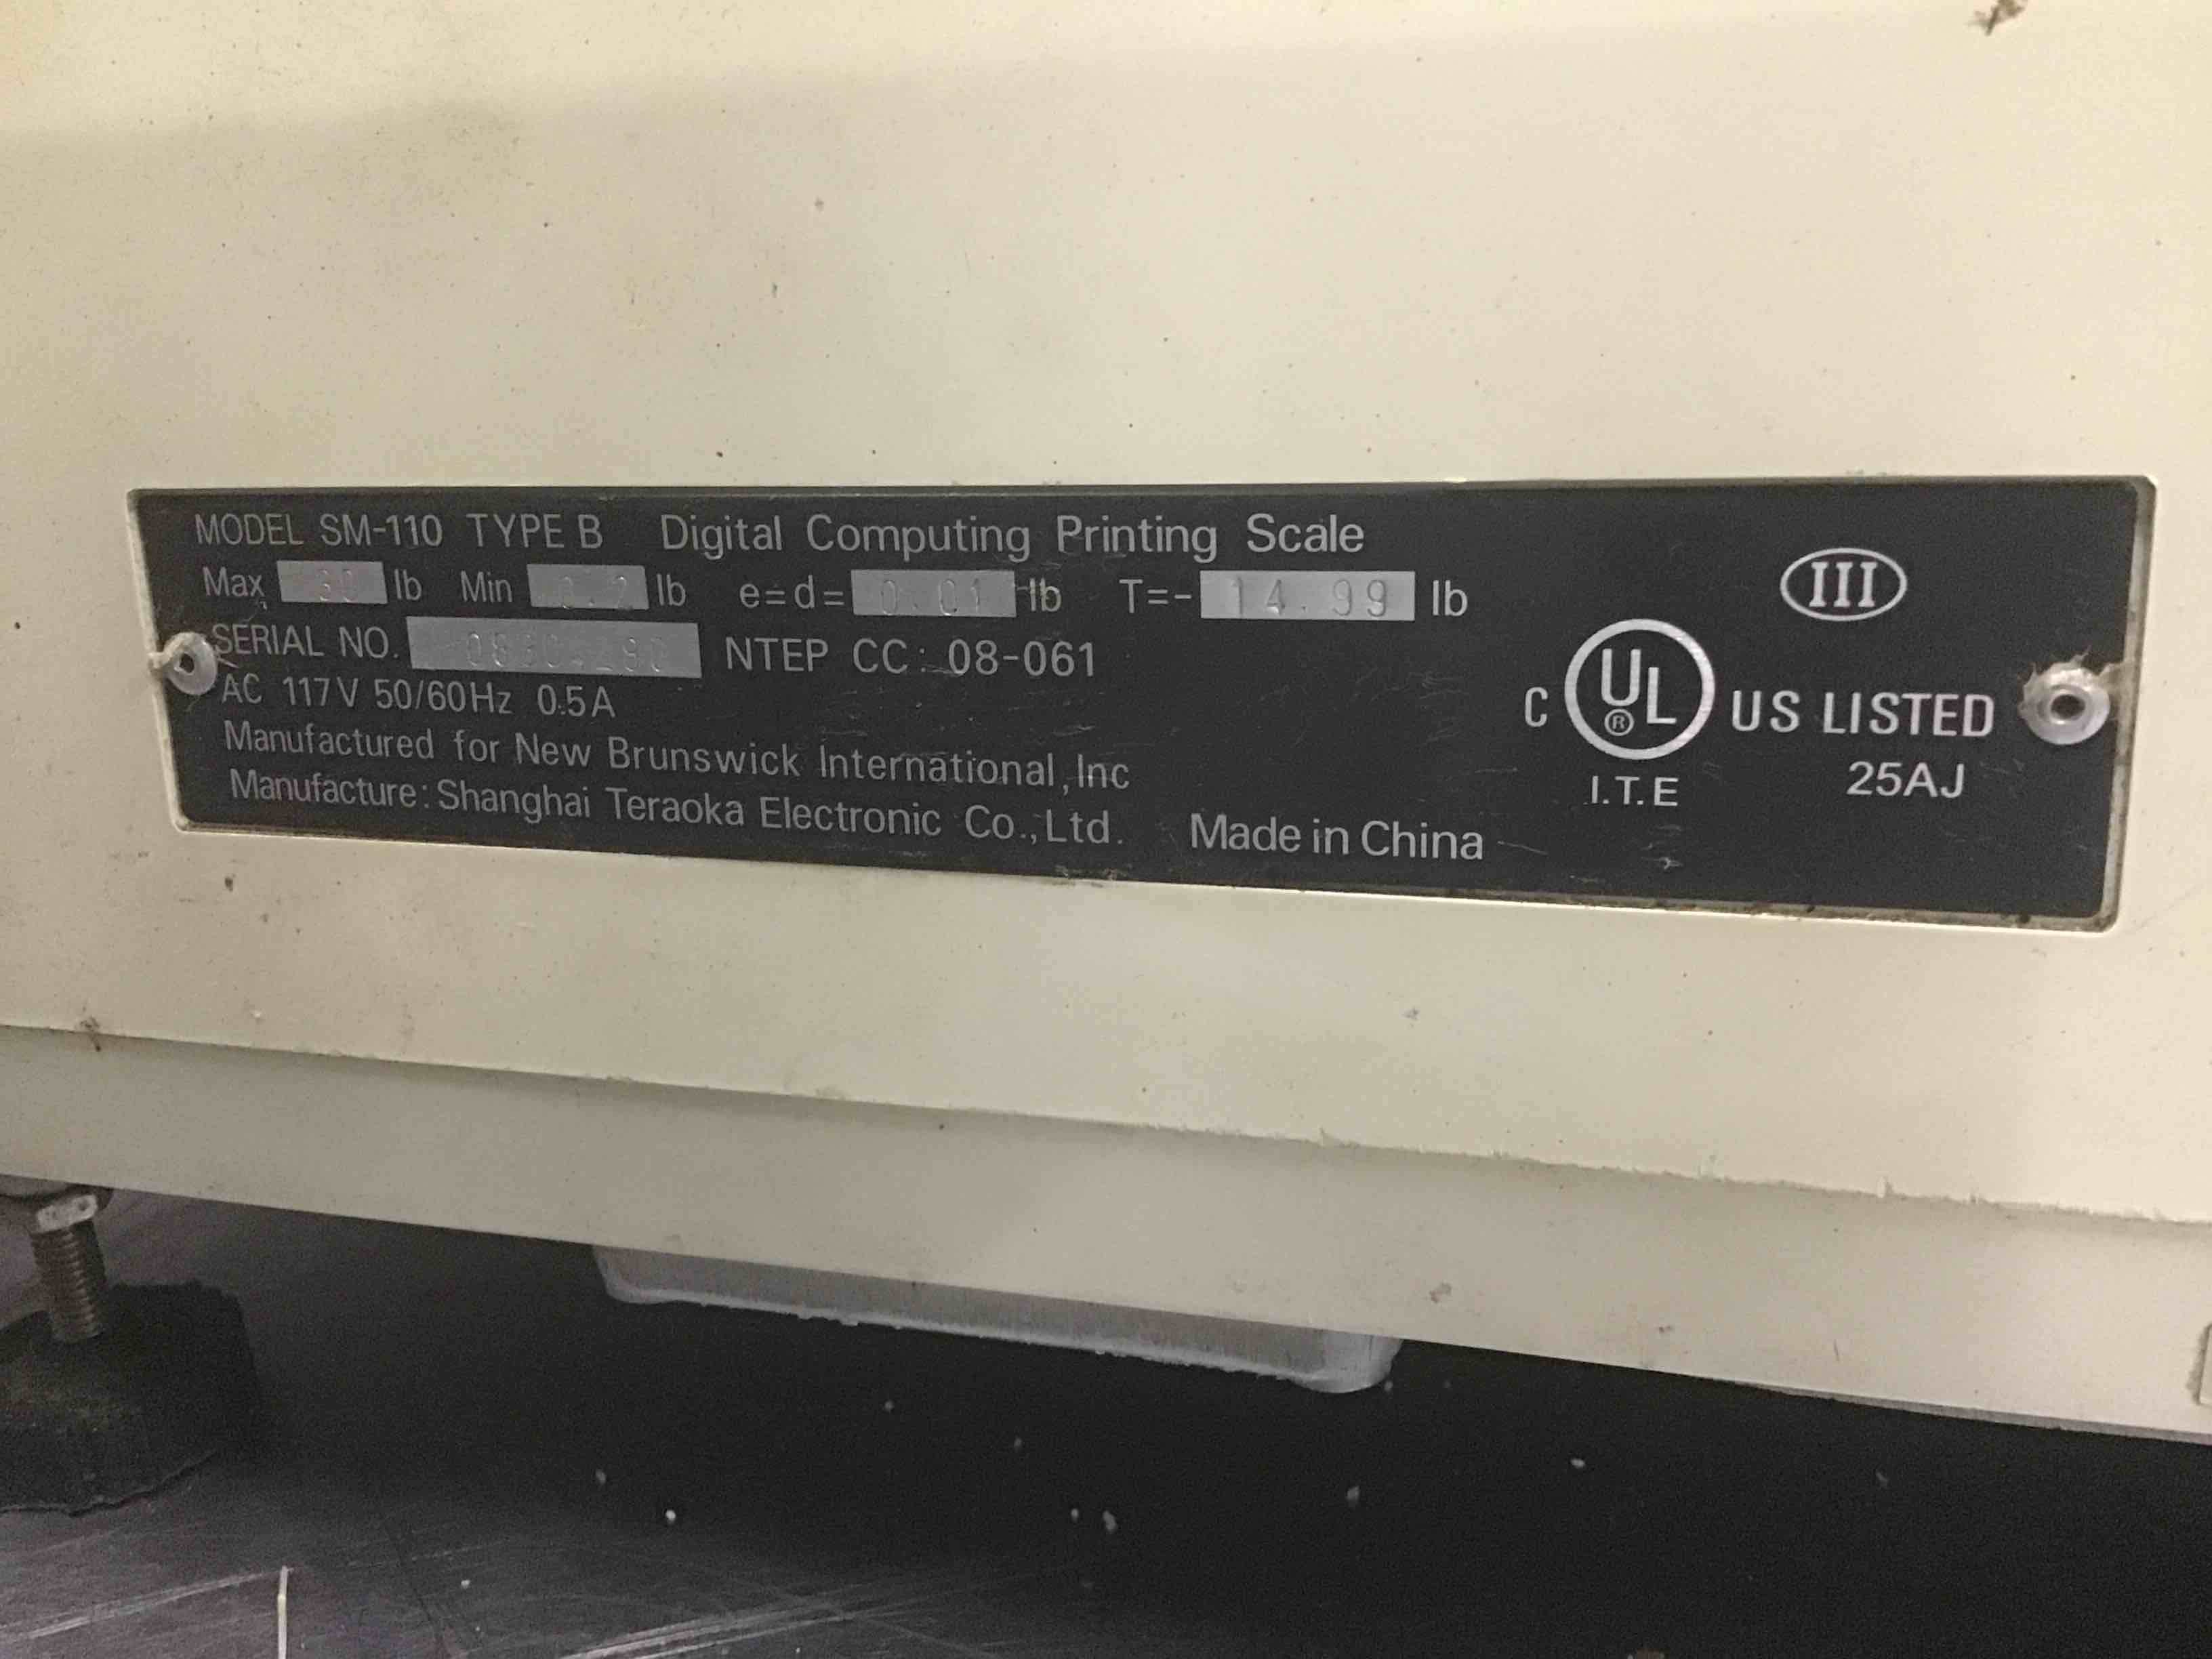 MODEL SM-110 TYPE B Digital Computing Printing Scale
Max 30 lb Min 0.2 lb e=d= 0.01 lb T=- 14.99 lb
SERIAL NO. NTEP CC: 08-061
AC 117V 50/60Hz 0.5A
Manufactured for New Brunswick International, Inc
Manufacture: Shanghai Teraoka Electronic Co., Ltd. Made in China
III
C UL ® US LISTED
I.T.E 25AJ